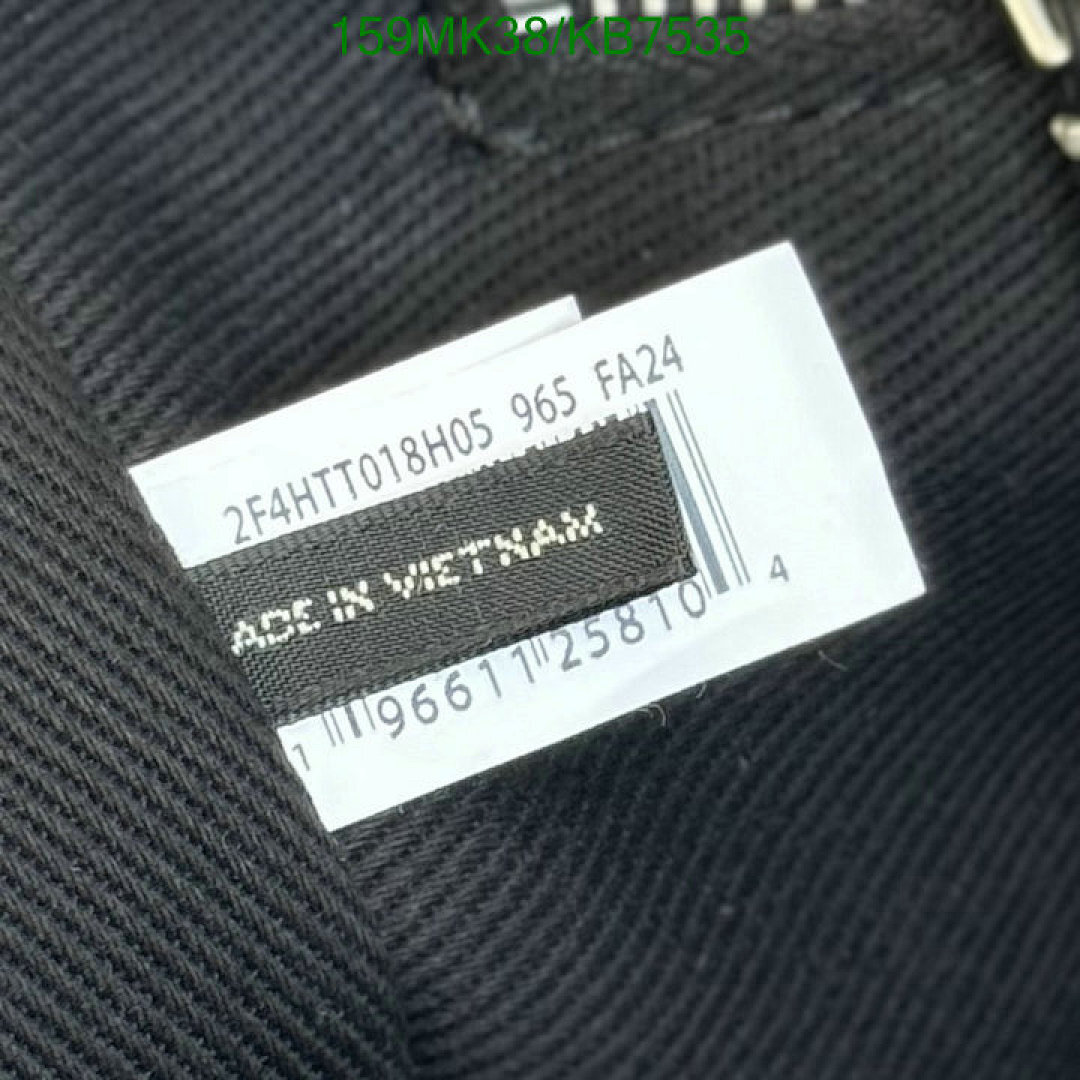 159MK38/KB7535
2F4HTT018H05 965 FA24
ADE IN VIETNAM
1 96611 25810 4